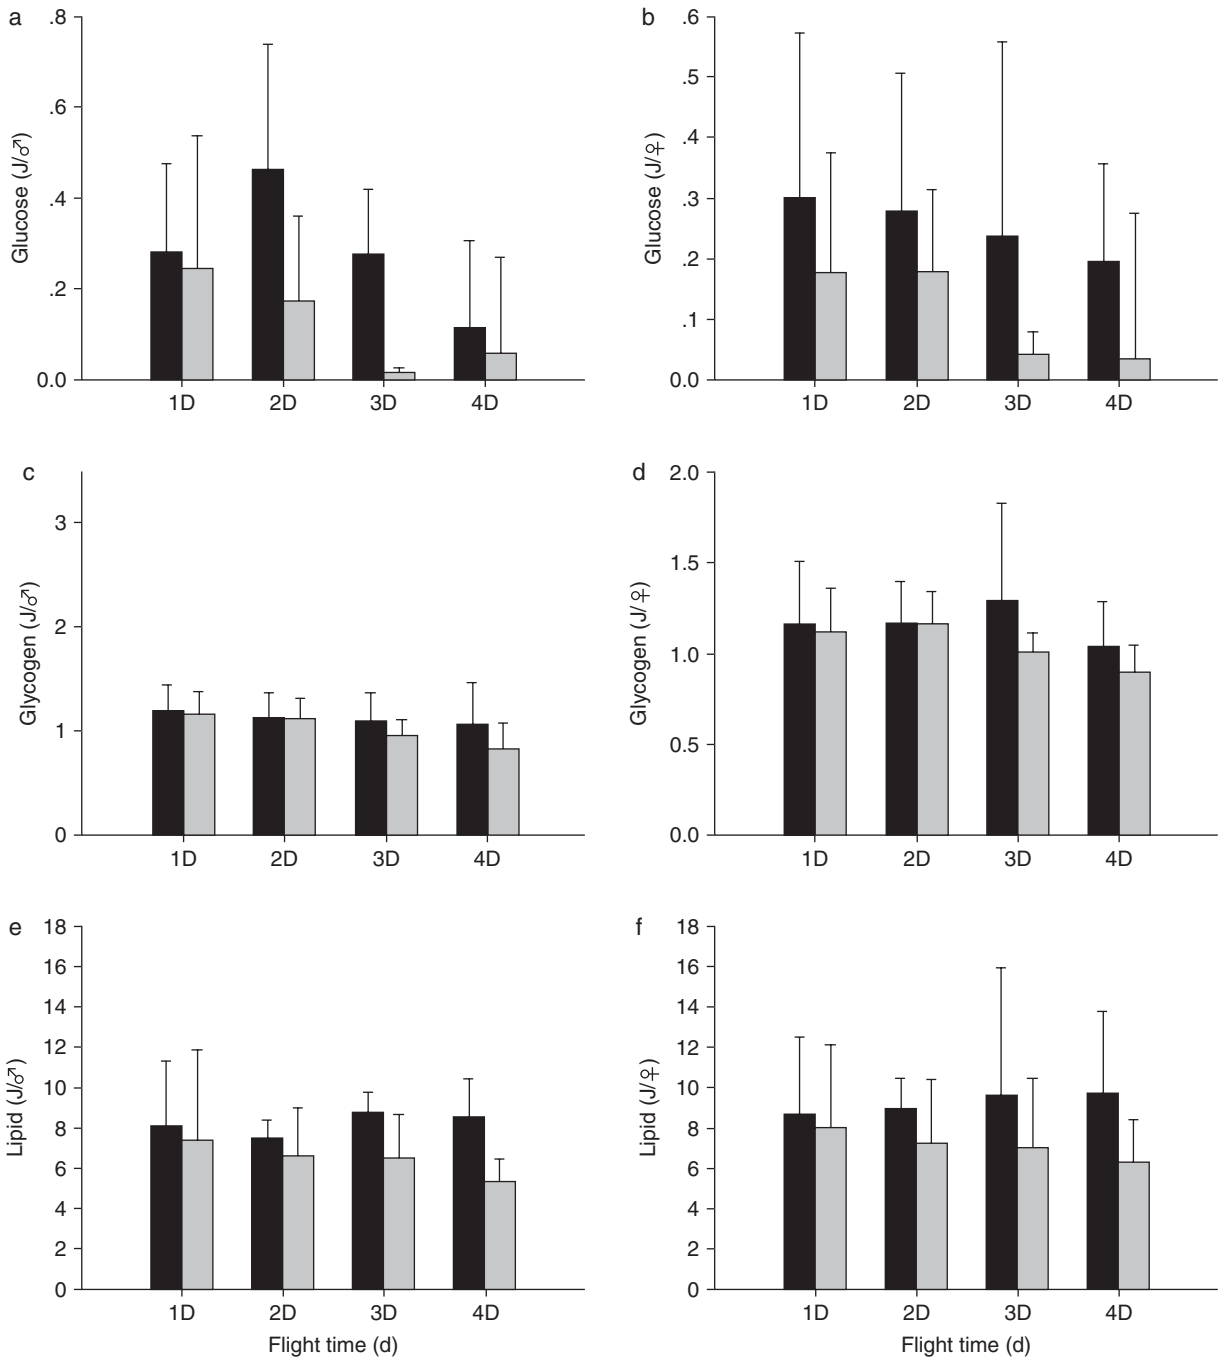 a
.8
.6
.4
.2
0.0
Glucose (J/♂)
1D 2D 3D 4D
b
.6
.5
.4
.3
.2
.1
0.0
Glucose (J/♀)
1D 2D 3D 4D
c
3
2
1
0
Glycogen (J/♂)
1D 2D 3D 4D
d
2.0
1.5
1.0
0.5
0.0
Glycogen (J/♀)
1D 2D 3D 4D
e
18
16
14
12
10
8
6
4
2
0
Lipid (J/♂)
1D 2D 3D 4D
Flight time (d)
f
18
16
14
12
10
8
6
4
2
0
Lipid (J/♀)
1D 2D 3D 4D
Flight time (d)